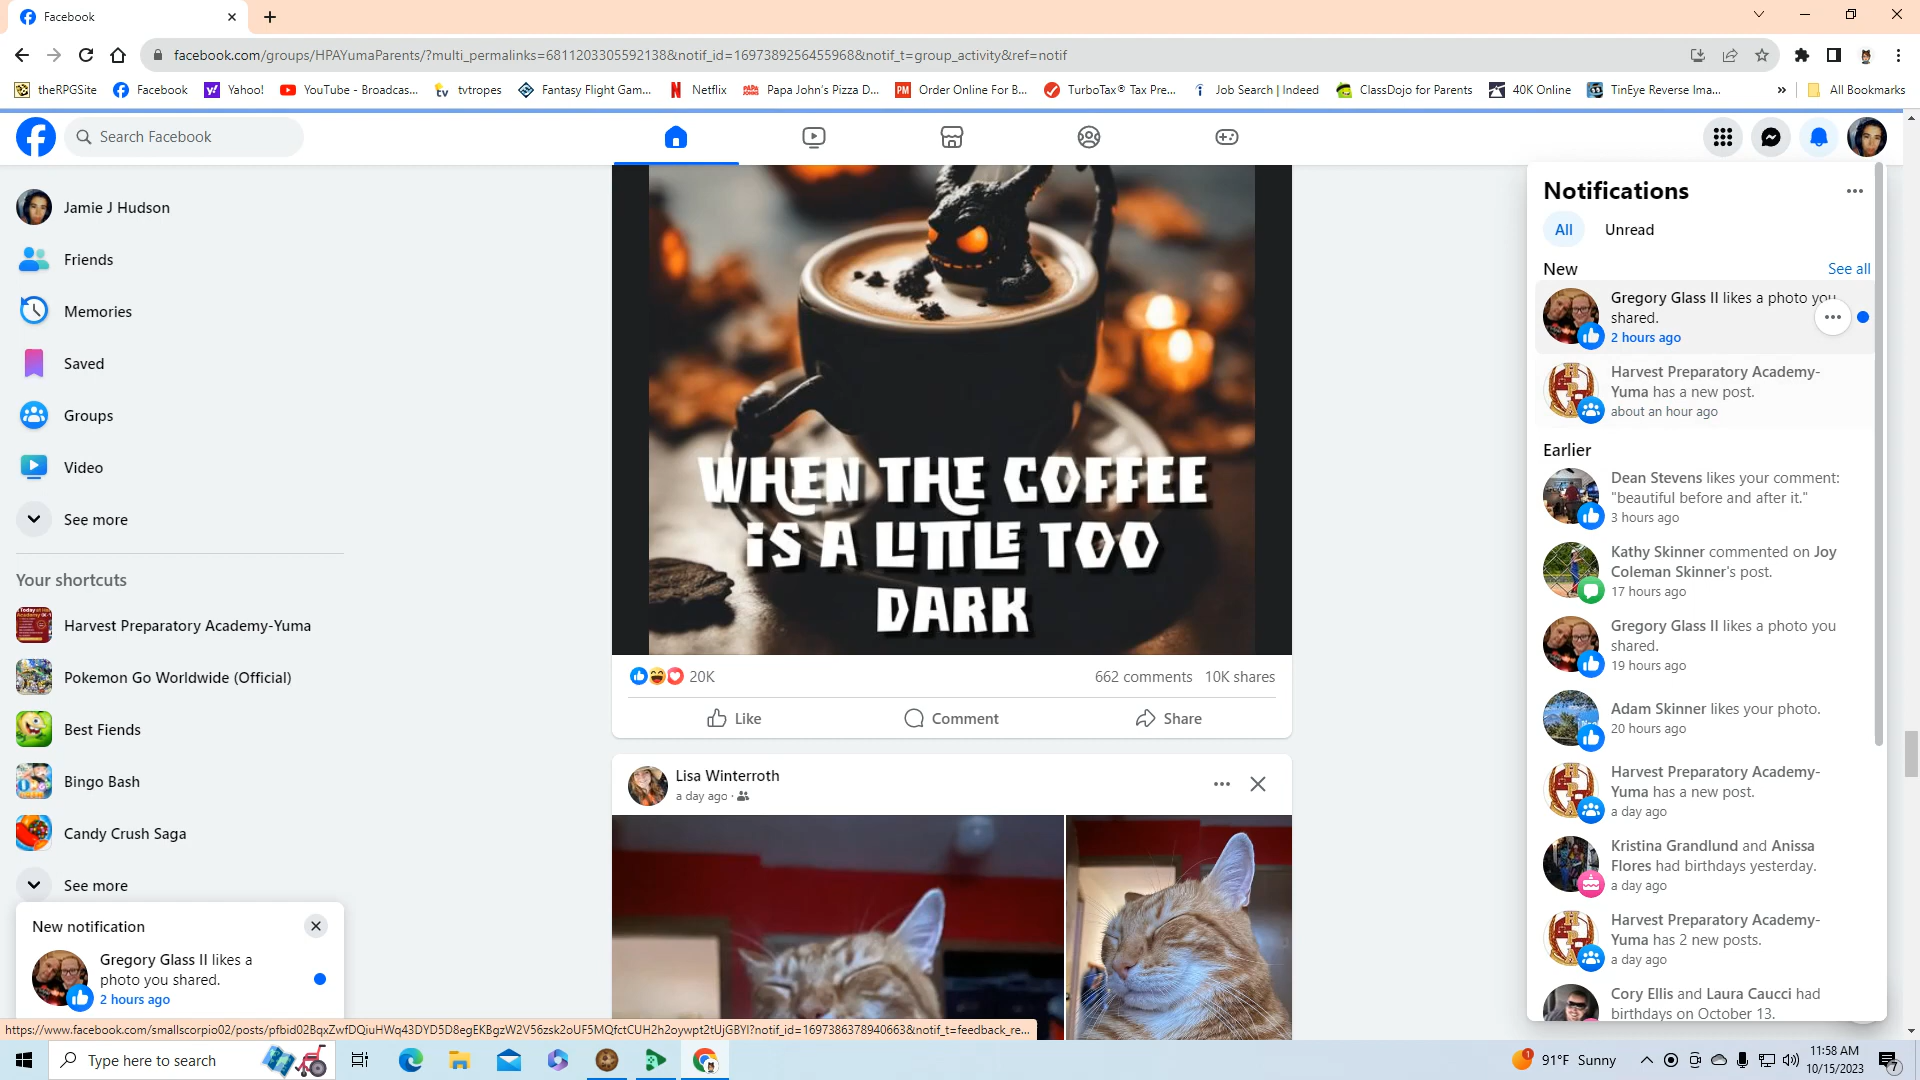 Facebook
facebook.com/groups/HPAYumaParents/?multi_permalinks=6811203305592138&notif_id=1697389256455968&notif_t=group_activity&ref=notif
theRPGSite
Facebook
Yahoo!
YouTube - Broadcas...
tvtropes
Fantasy Flight Gam...
Netflix
Papa John's Pizza D...
Order Online For B...
TurboTax® Tax Pre...
Job Search | Indeed
ClassDojo for Parents
40K Online
TinEye Reverse Ima...
All Bookmarks
Search Facebook
Jamie J Hudson
Friends
Memories
Saved
Groups
Video
See more
Your shortcuts
Harvest Preparatory Academy-Yuma
Pokemon Go Worldwide (Official)
Best Fiends
Bingo Bash
Candy Crush Saga
See more
New notification
Gregory Glass II likes a
photo you shared.
2 hours ago
WHEN THE COFFEE
IS A LITTLE TOO
DARK
20K
662 comments 10K shares
Like
Comment
Share
Lisa Winterroth
a day ago ·
Notifications
All
Unread
New
See all
Gregory Glass II likes a photo you
shared.
2 hours ago
Harvest Preparatory Academy-
Yuma has a new post.
about an hour ago
Earlier
Dean Stevens likes your comment:
"beautiful before and after it."
3 hours ago
Kathy Skinner commented on Joy
Coleman Skinner's post.
17 hours ago
Gregory Glass II likes a photo you
shared.
19 hours ago
Adam Skinner likes your photo.
20 hours ago
Harvest Preparatory Academy-
Yuma has a new post.
a day ago
Kristina Grandlund and Anissa
Flores had birthdays yesterday.
a day ago
Harvest Preparatory Academy-
Yuma has 2 new posts.
a day ago
Cory Ellis and Laura Caucci had
birthdays on October 13.
Type here to search
91°F Sunny
11:58 AM
10/15/2023
7